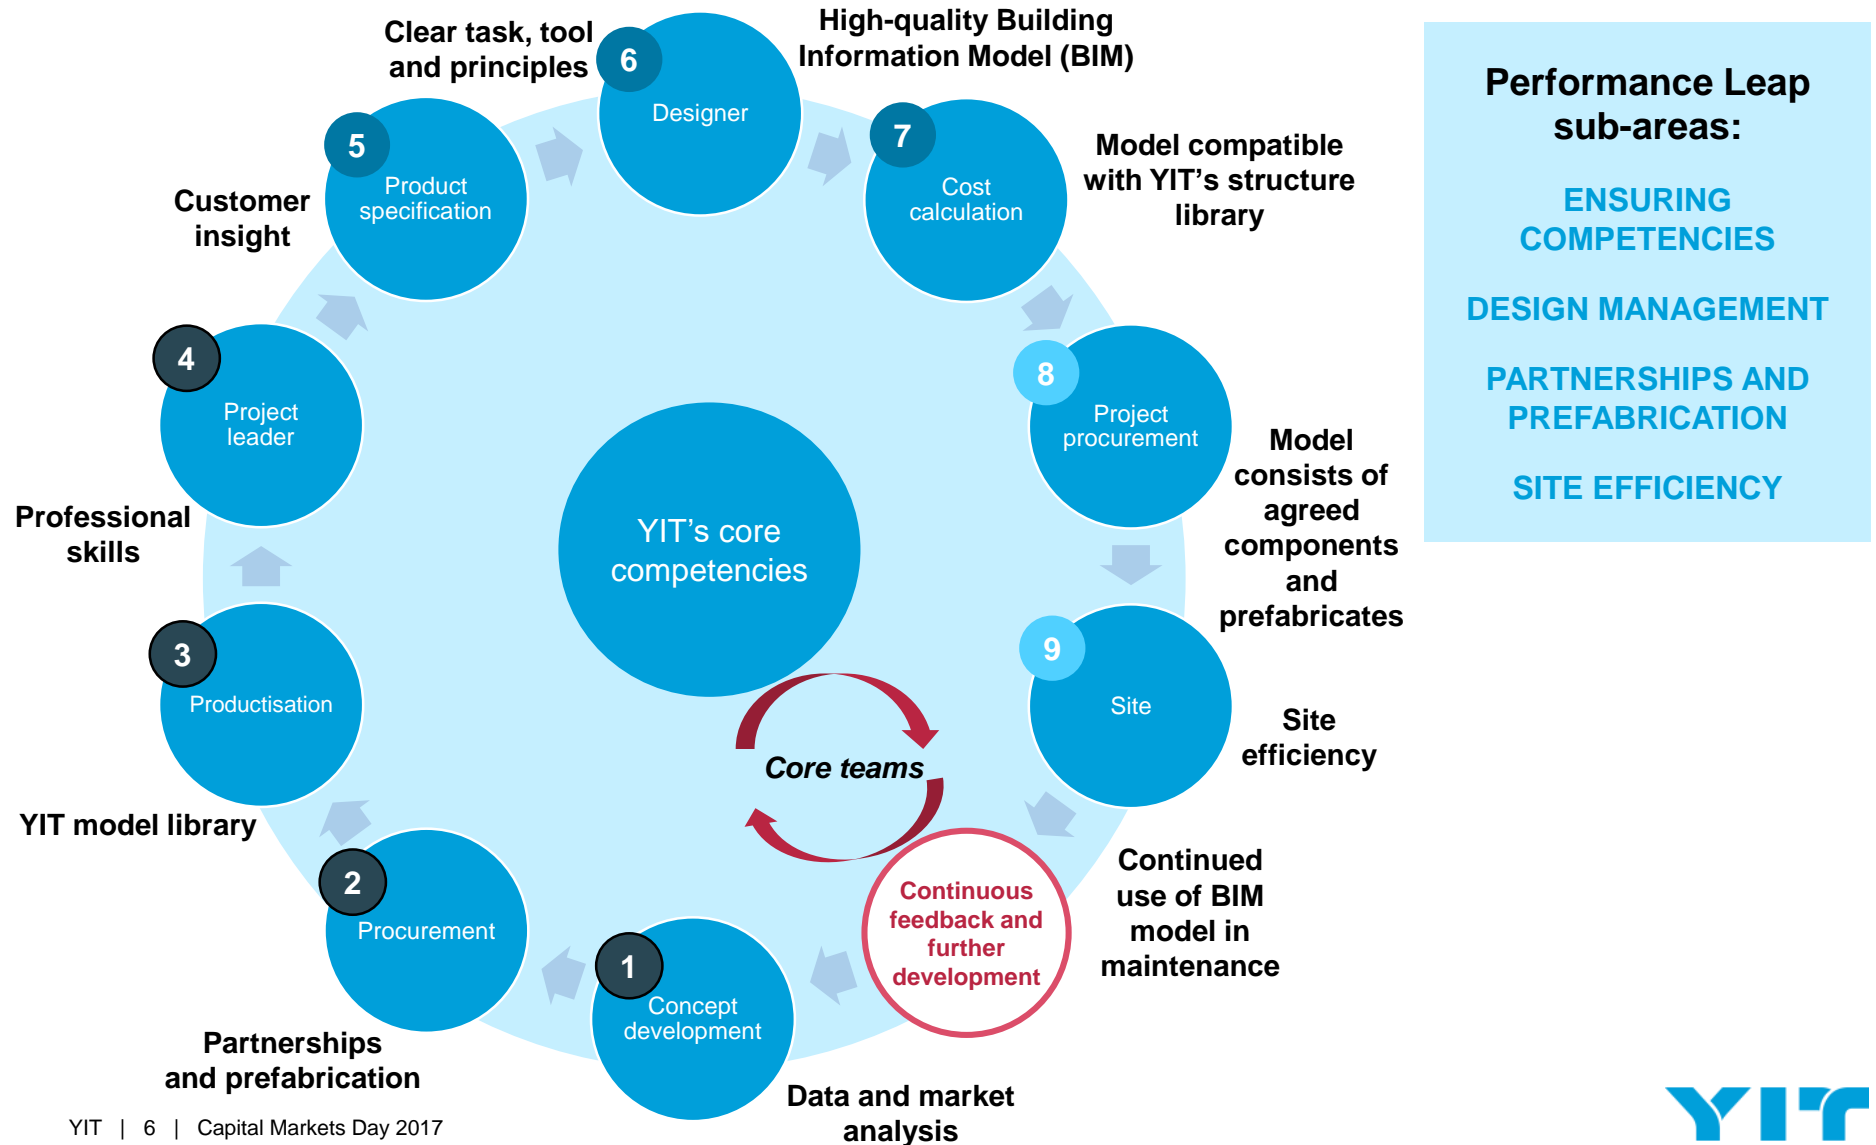 Clear task, tool
and principles
6
Designer
High-quality Building
Information Model (BIM)
5
Product
specification
7
Cost
calculation
Model compatible
with YIT’s structure
library
Customer
insight
4
Project
leader
8
Project
procurement
Model
consists of
agreed
components
and
prefabricates
Professional
skills
YIT’s core
competencies
3
Productisation
9
Site
Site
efficiency
Core teams
YIT model library
2
Procurement
Continuous
feedback and
further
development
Continued
use of BIM
model in
maintenance
1
Concept
development
Partnerships
and prefabrication
Data and market
analysis
Performance Leap
sub-areas:
ENSURING
COMPETENCIES
DESIGN MANAGEMENT
PARTNERSHIPS AND
PREFABRICATION
SITE EFFICIENCY
YIT | 6 | Capital Markets Day 2017
YIT